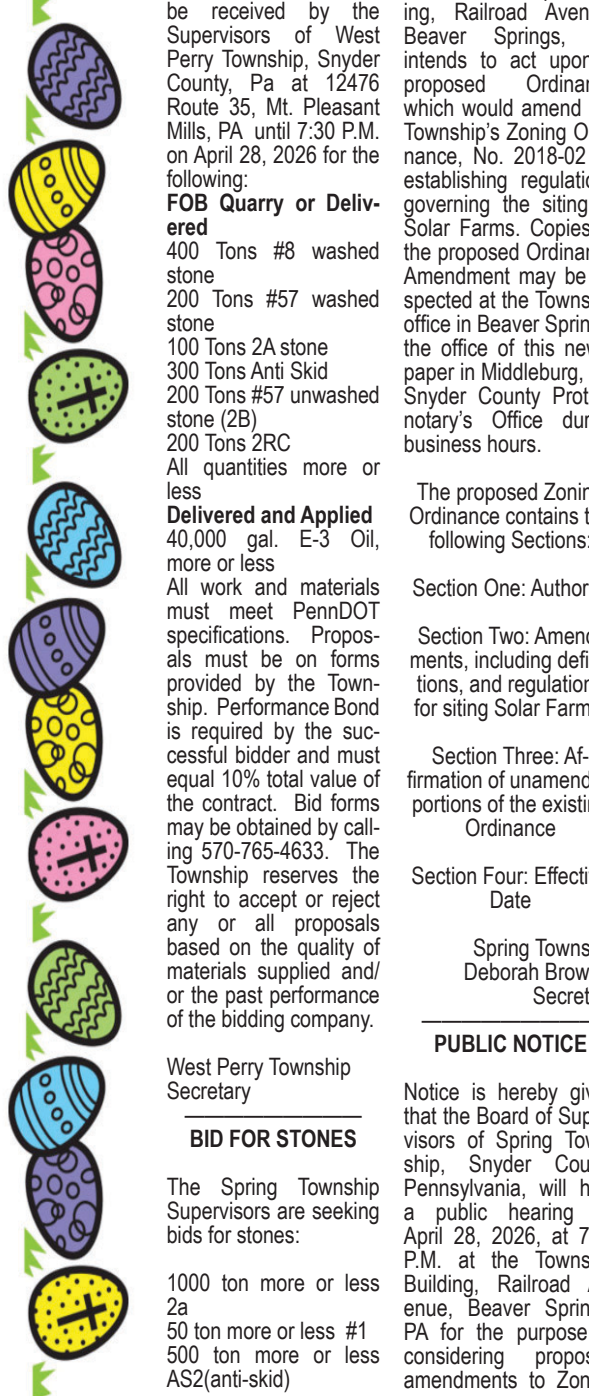 be received by the
Supervisors of West
Perry Township, Snyder
County, Pa at 12476
Route 35, Mt. Pleasant
Mills, PA until 7:30 P.M.
on April 28, 2026 for the
following:
FOB Quarry or Deliv-
ered
400 Tons #8 washed
stone
200 Tons #57 washed
stone
100 Tons 2A stone
300 Tons Anti Skid
200 Tons #57 unwashed
stone (2B)
200 Tons 2RC
All quantities more or
less
Delivered and Applied
40,000 gal. E-3 Oil,
more or less
All work and materials
must meet PennDOT
specifications. Propos-
als must be on forms
provided by the Town-
ship. Performance Bond
is required by the suc-
cessful bidder and must
equal 10% total value of
the contract. Bid forms
may be obtained by call-
ing 570-765-4633. The
Township reserves the
right to accept or reject
any or all proposals
based on the quality of
materials supplied and/
or the past performance
of the bidding company.
West Perry Township
Secretary
BID FOR STONES
The Spring Township
Supervisors are seeking
bids for stones:
1000 ton more or less
2a
50 ton more or less #1
500 ton more or less
AS2(anti-skid)
ing, Railroad Aven
Beaver Springs,
intends to act upon
proposed Ordinar
which would amend
Township's Zoning O
nance, No. 2018-02
establishing regulatio
governing the siting
Solar Farms. Copies
the proposed Ordinar
Amendment may be
spected at the Towns
office in Beaver Sprin
the office of this nev
paper in Middleburg,
Snyder County Prot
notary's Office dur
business hours.
The proposed Zonin
Ordinance contains t
following Sections:
Section One: Author
Section Two: Amend
ments, including defi
tions, and regulation
for siting Solar Farm
Section Three: Af-
firmation of unamend
portions of the existi
Ordinance
Section Four: Effecti
Date
Spring Towns
Deborah Brow
Secret
PUBLIC NOTICE
Notice is hereby giv
that the Board of Sup
visors of Spring Tov
ship, Snyder Cou
Pennsylvania, will h
a public hearing
April 28, 2026, at 7
P.M. at the Towns
Building, Railroad A
enue, Beaver Sprin
PA for the purpose
considering propos
amendments to Zon